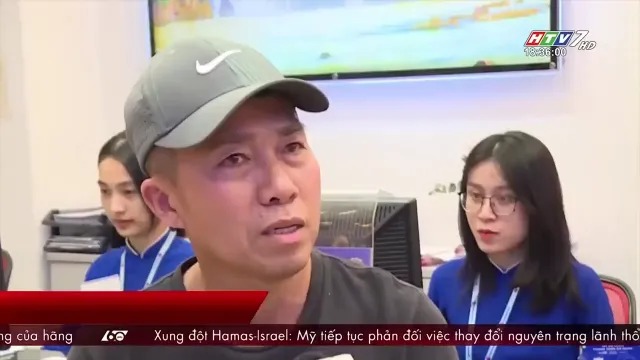 HTV7 HD
18:36:00
ng của hãng
60
Xung đột Hamas-Israel: Mỹ tiếp tục phản đối việc thay đổi nguyên trạng lãnh thổ